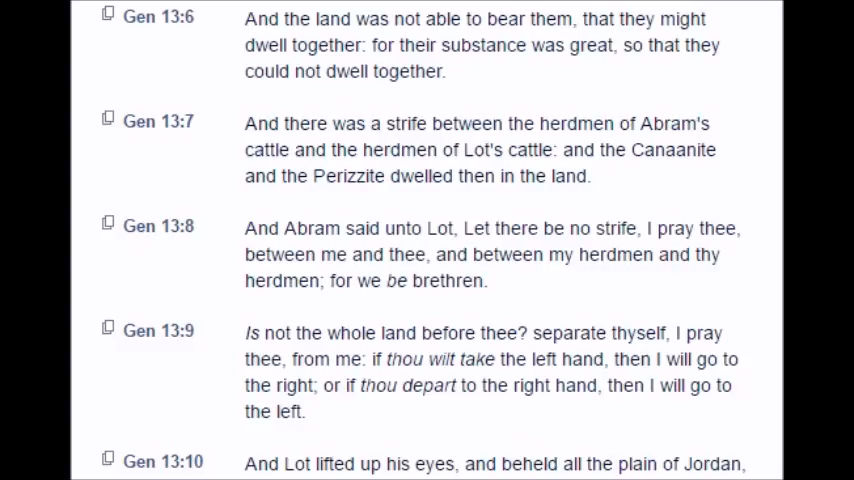 Gen 13:6 And the land was not able to bear them, that they might
dwell together: for their substance was great, so that they
could not dwell together.
Gen 13:7 And there was a strife between the herdmen of Abram's
cattle and the herdmen of Lot's cattle: and the Canaanite
and the Perizzite dwelled then in the land.
Gen 13:8 And Abram said unto Lot, Let there be no strife, I pray thee,
between me and thee, and between my herdmen and thy
herdmen; for we be brethren.
Gen 13:9 Is not the whole land before thee? separate thyself, I pray
thee, from me: if thou wilt take the left hand, then I will go to
the right; or if thou depart to the right hand, then I will go to
the left.
Gen 13:10 And Lot lifted up his eyes, and beheld all the plain of Jordan,